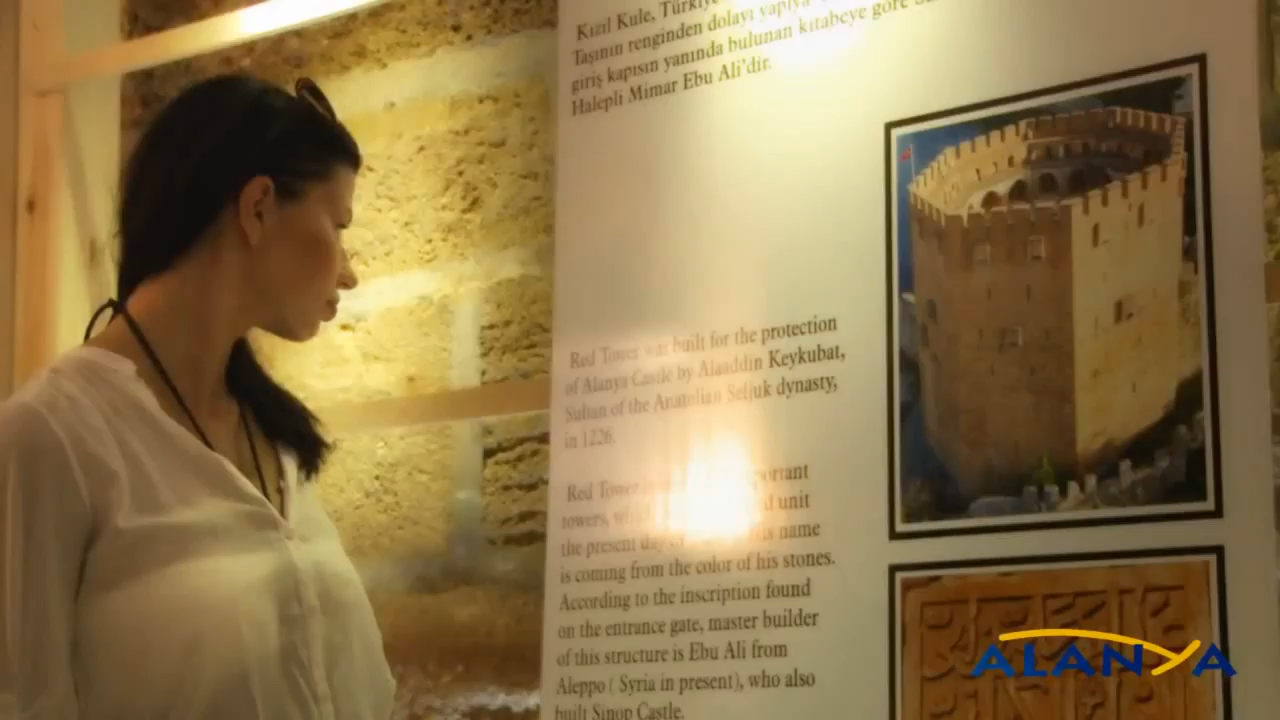 Kızıl Kule, Türkiye
Taşının renginden dolayı
giriş kapısın yanında bulunan kitabeye göre
Halepli Mimar Ebu Ali'dir.
Red Tower was built for the protection
of Alanya Castle by Alaaddin Keykubat,
Sultan of the Anatolian Seljuk dynasty,
in 1226.
Red Tower
towers, unit
the present day name
is coming from the color of his stones.
According to the inscription found
on the entrance gate, master builder
of this structure is Ebu Ali from
Aleppo ( Syria in present), who also
built Sinop Castle.
ALANYA